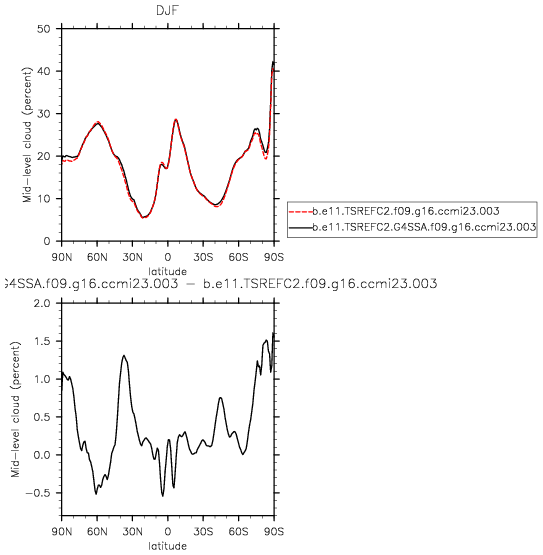 DJF
50
40
30
20
10
0
Mid-level cloud (percent)
90N 60N 30N 0 30S 60S 90S
latitude
b.e11.TSREFC2.f09.g16.ccmi23.003
b.e11.TSREFC2.G4SSA.f09.g16.ccmi23.003
G4SSA.f09.g16.ccmi23.003 − b.e11.TSREFC2.f09.g16.ccmi23.003
2.0
1.5
1.0
0.5
0.0
−0.5
Mid-level cloud (percent)
90N 60N 30N 0 30S 60S 90S
latitude